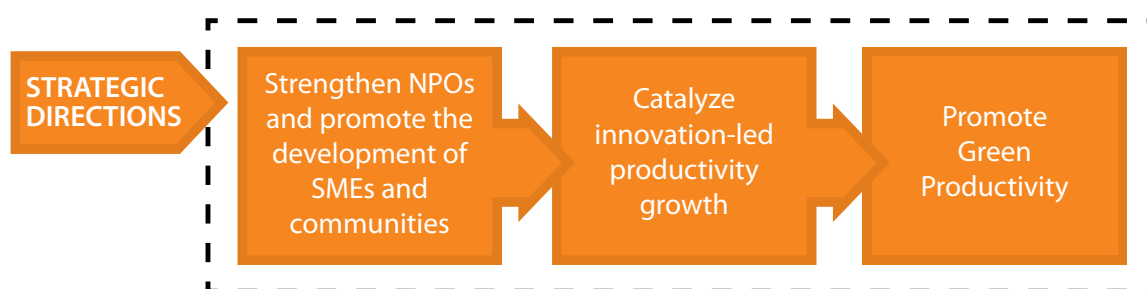 STRATEGIC
DIRECTIONS
Strengthen NPOs
and promote the
development of
SMEs and
communities
Catalyze
innovation-led
productivity
growth
Promote
Green
Productivity